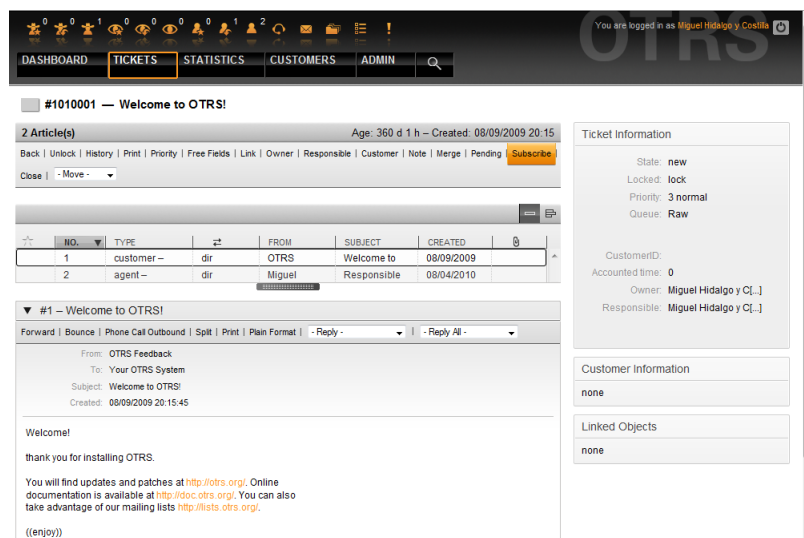 0 0 1 0 0 0 0 1 2
You are logged in as Miguel Hidalgo y Costilla
OTRS
DASHBOARD TICKETS STATISTICS CUSTOMERS ADMIN
#1010001 — Welcome to OTRS!
2 Article(s) Age: 360 d 1 h – Created: 08/09/2009 20:15
Back | Unlock | History | Print | Priority | Free Fields | Link | Owner | Responsible | Customer | Note | Merge | Pending | Subscribe |
Close | - Move -
NO. TYPE FROM SUBJECT CREATED
1 customer – dir OTRS Welcome to 08/09/2009
2 agent – dir Miguel Responsible 08/04/2010
#1 – Welcome to OTRS!
Forward | Bounce | Phone Call Outbound | Split | Print | Plain Format | - Reply - | - Reply All -
From: OTRS Feedback
To: Your OTRS System
Subject: Welcome to OTRS!
Created: 08/09/2009 20:15:45
Welcome!
thank you for installing OTRS.
You will find updates and patches at http://otrs.org/. Online
documentation is available at http://doc.otrs.org/. You can also
take advantage of our mailing lists http://lists.otrs.org/.
((enjoy))
Ticket Information
State: new
Locked: lock
Priority: 3 normal
Queue: Raw
CustomerID:
Accounted time: 0
Owner: Miguel Hidalgo y C[...]
Responsible: Miguel Hidalgo y C[...]
Customer Information
none
Linked Objects
none